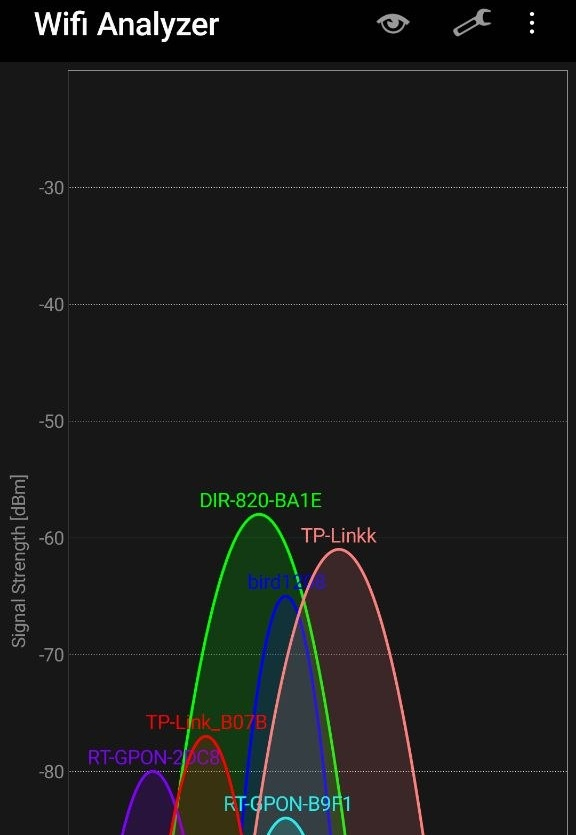 Wifi Analyzer
-30
-40
-50
DIR-820-BA1E
-60
TP-Linkk
-70
TP-Link_B07B
-80
RT-GPON-B9F1
Signal Strength [dBm]